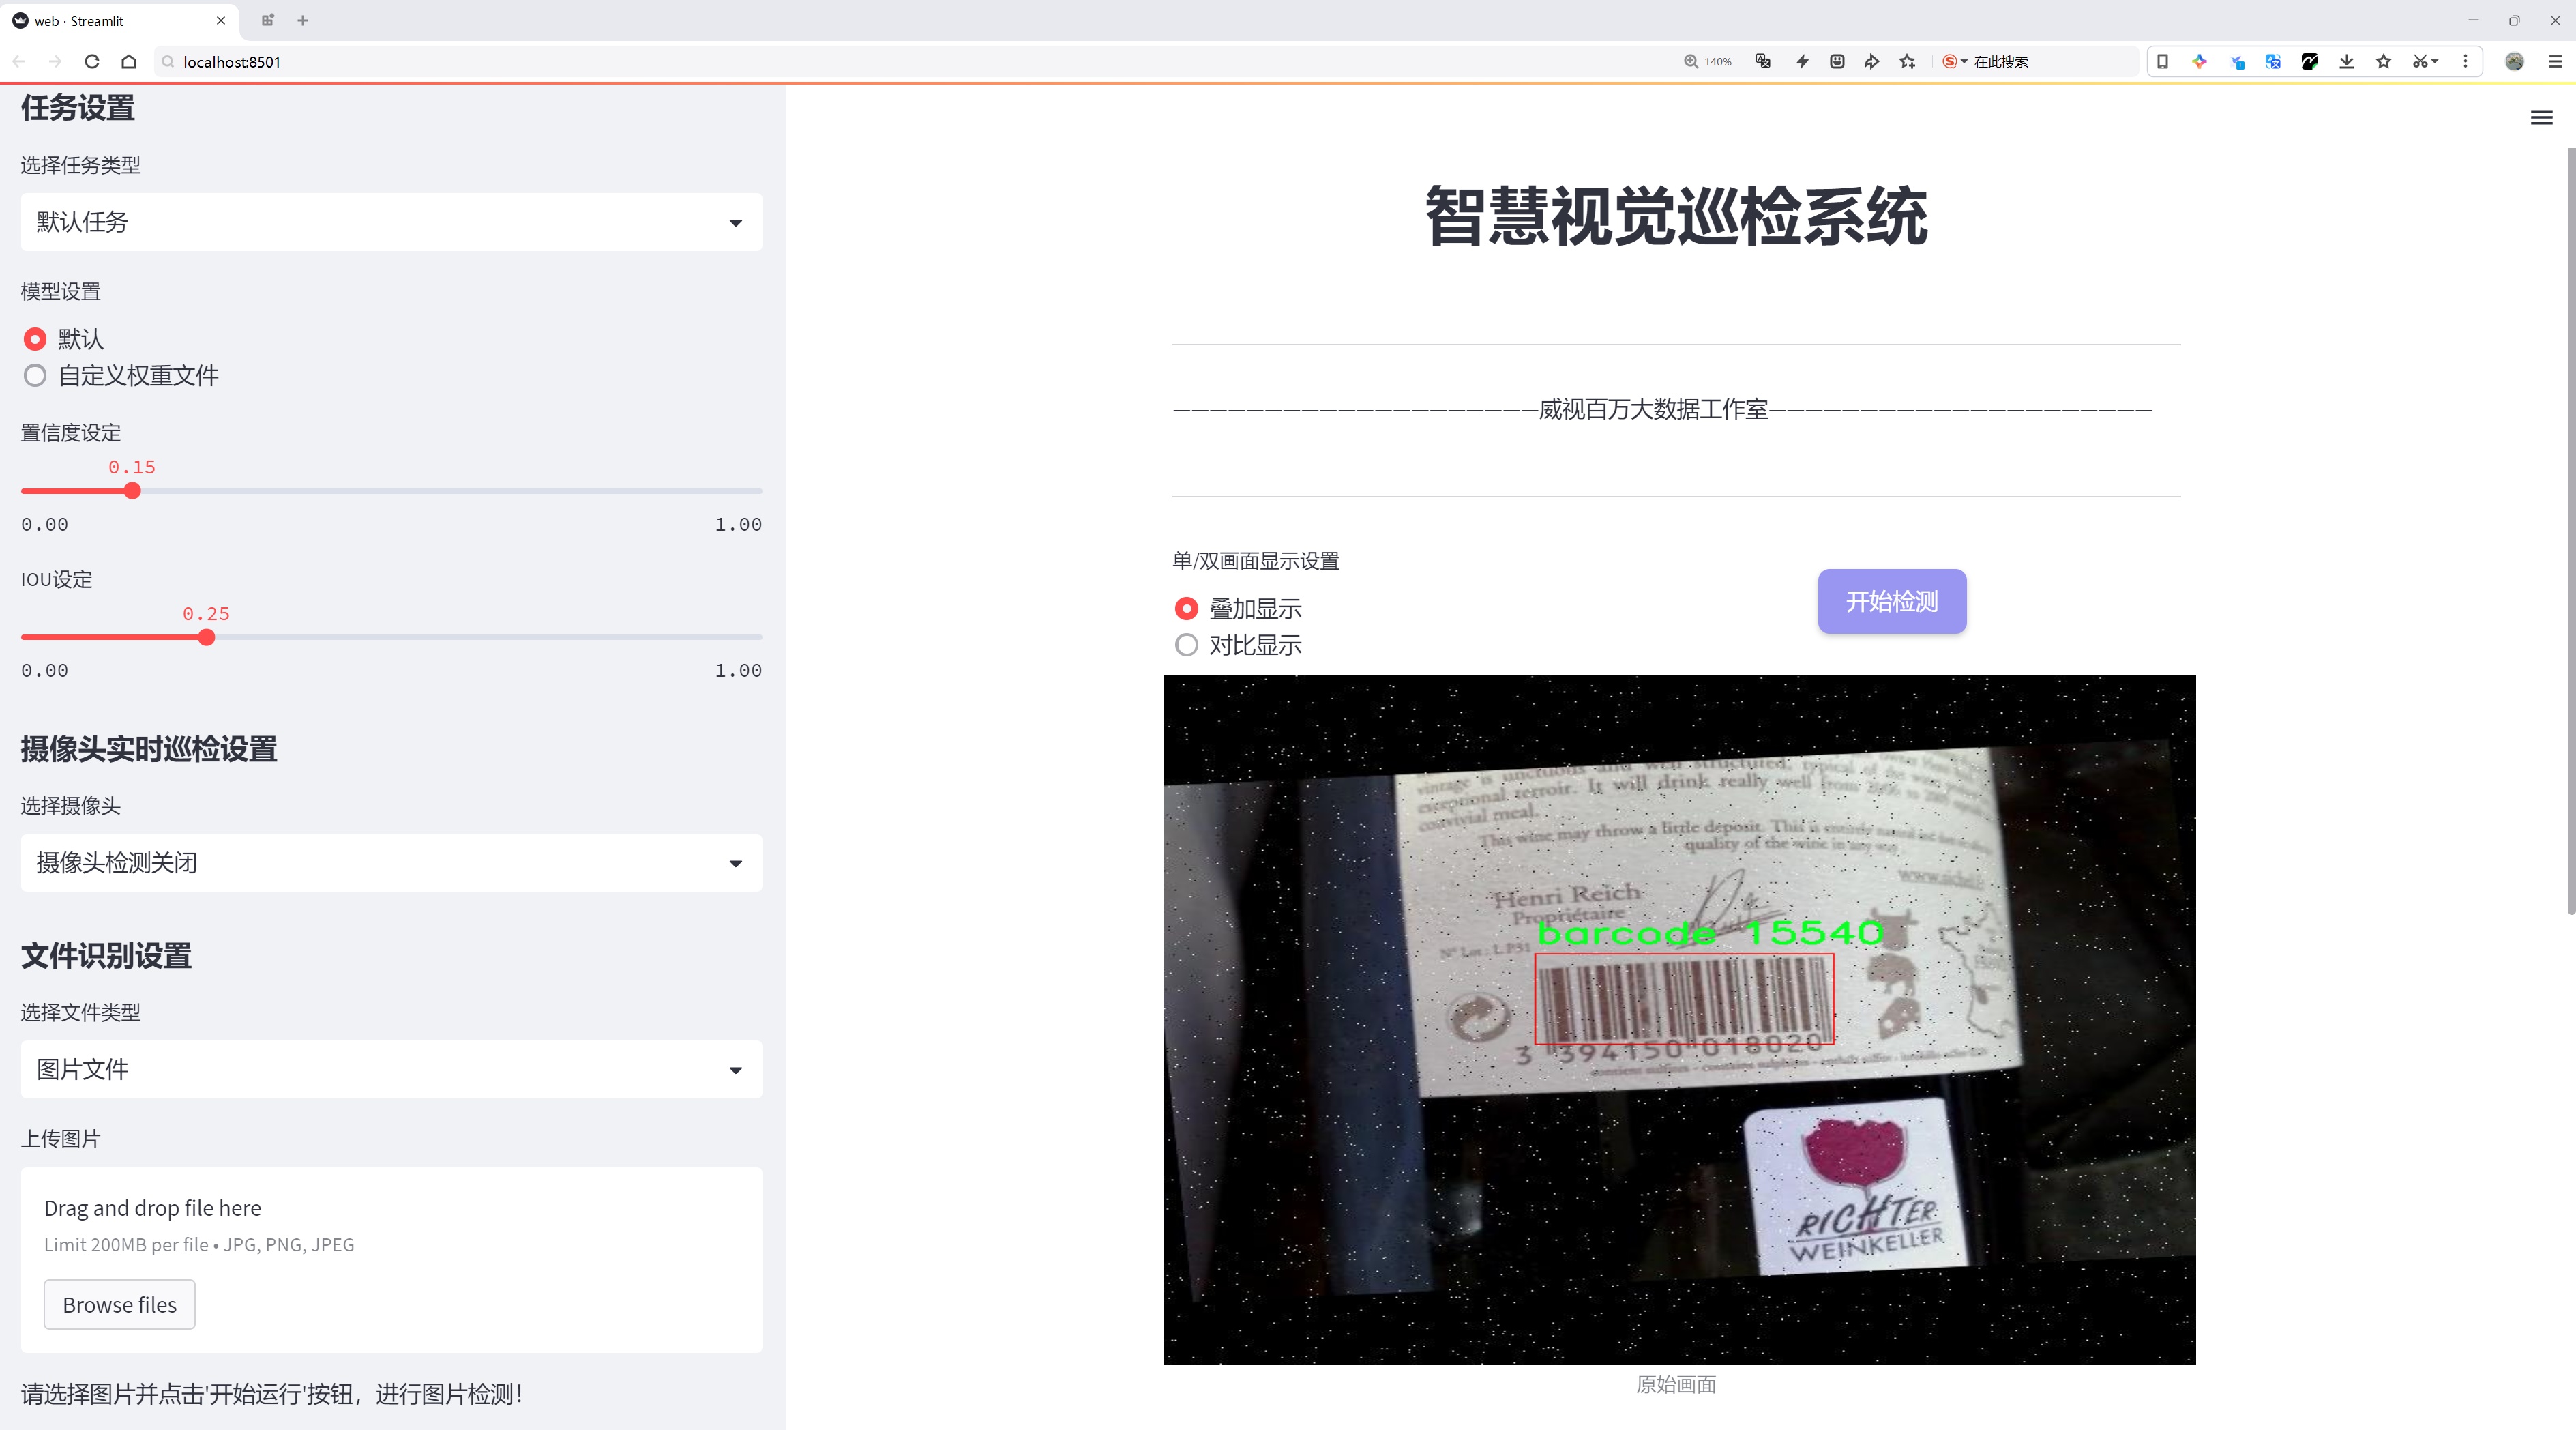 web · Streamlit
localhost:8501
140%
在此搜索
任务设置
选择任务类型
默认任务
模型设置
默认
自定义权重文件
置信度设定
0.15
0.00 1.00
IOU设定
0.25
0.00 1.00
摄像头实时巡检设置
选择摄像头
摄像头检测关闭
文件识别设置
选择文件类型
图片文件
上传图片
Drag and drop file here
Limit 200MB per file • JPG, PNG, JPEG
Browse files
请选择图片并点击'开始运行'按钮，进行图片检测！
智慧视觉巡检系统
————————————————————威视百万大数据工作室—————————————————————
单/双画面显示设置
叠加显示
对比显示
开始检测
vintage is unctuous and well structured, typical of
exceptional terroir. It will drink really well from
convivial meal.
This wine may throw a little deposit. This is entirely natural
quality of the wine in any way.
Henri Reich
Propriétaire
barcode 15540
N° Lot : L P31
3 394150 018020
RICHTER
WEINKELLER
原始画面